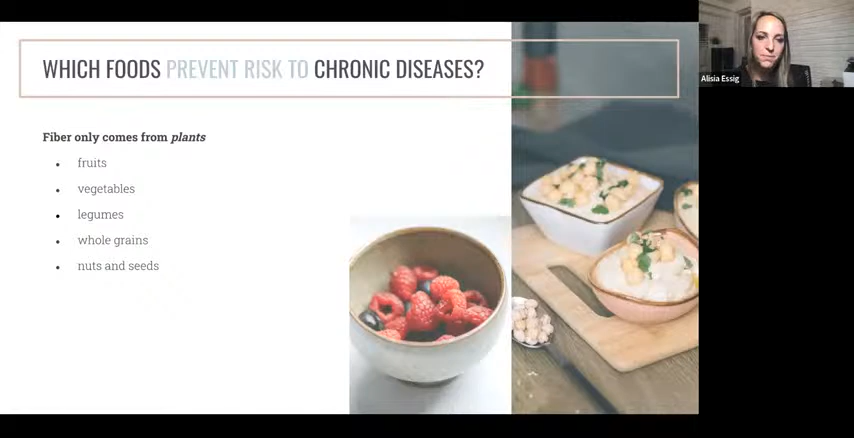 WHICH FOODS PREVENT RISK TO CHRONIC DISEASES?
Fiber only comes from plants
• fruits
• vegetables
• legumes
• whole grains
• nuts and seeds
Alisia Essig